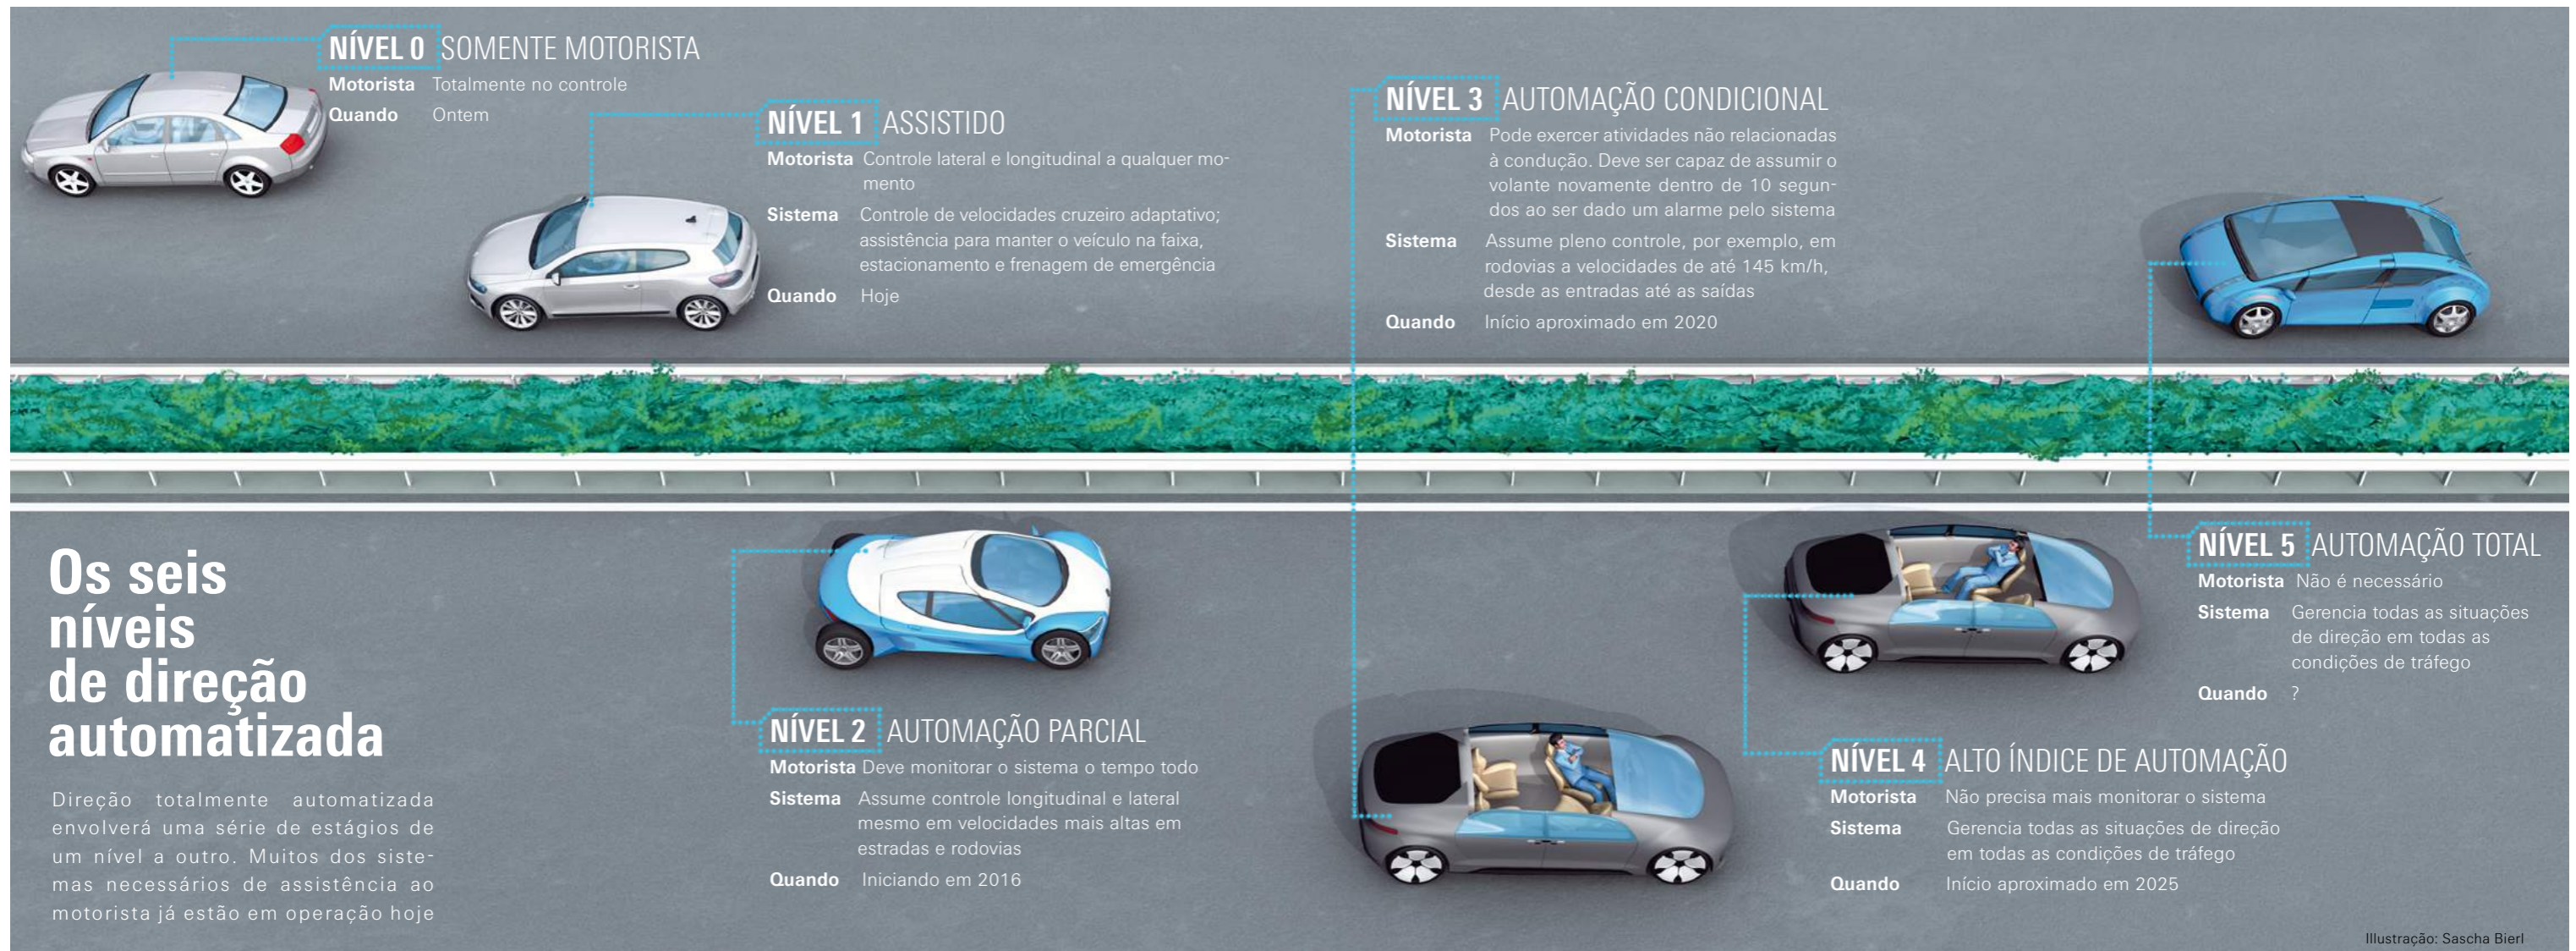 Os seis
níveis
de direção
automatizada
Direção totalmente automatizada
envolverá uma série de estágios de
um nível a outro. Muitos dos siste-
mas necessários de assistência ao
motorista já estão em operação hoje
NÍVEL 0 SOMENTE MOTORISTA
Motorista Totalmente no controle
Quando Ontem
NÍVEL 1 ASSISTIDO
Motorista Controle lateral e longitudinal a qualquer mo-
mento
Sistema Controle de velocidades cruzeiro adaptativo;
assistência para manter o veículo na faixa,
estacionamento e frenagem de emergência
Quando Hoje
NÍVEL 2 AUTOMAÇÃO PARCIAL
Motorista Deve monitorar o sistema o tempo todo
Sistema Assume controle longitudinal e lateral
mesmo em velocidades mais altas em
estradas e rodovias
Quando Iniciando em 2016
NÍVEL 3 AUTOMAÇÃO CONDICIONAL
Motorista Pode exercer atividades não relacionadas
à condução. Deve ser capaz de assumir o
volante novamente dentro de 10 segun-
dos ao ser dado um alarme pelo sistema
Sistema Assume pleno controle, por exemplo, em
rodovias a velocidades de até 145 km/h,
desde as entradas até as saídas
Quando Início aproximado em 2020
NÍVEL 4 ALTO ÍNDICE DE AUTOMAÇÃO
Motorista Não precisa mais monitorar o sistema
Sistema Gerencia todas as situações de direção
em todas as condições de tráfego
Quando Início aproximado em 2025
NÍVEL 5 AUTOMAÇÃO TOTAL
Motorista Não é necessário
Sistema Gerencia todas as situações
de direção em todas as
condições de tráfego
Quando ?
Illustração: Sascha Bierl